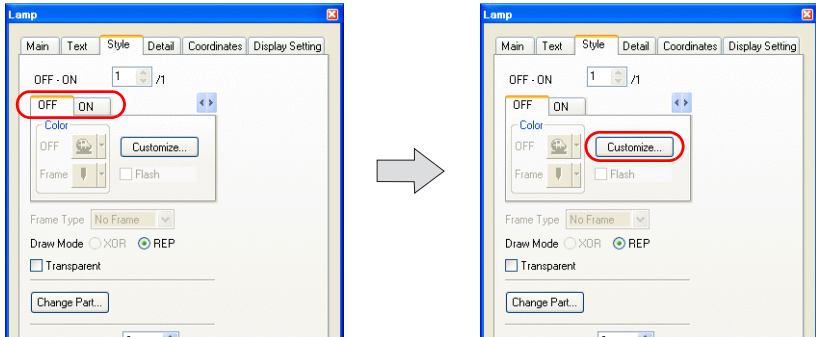 Lamp
Main Text Style Detail Coordinates Display Setting
OFF - ON 1 /1
OFF ON
Color
OFF Customize...
Frame Flash
Frame Type No Frame
Draw Mode XOR REP
Transparent
Change Part...
Lamp
Main Text Style Detail Coordinates Display Setting
OFF - ON 1 /1
OFF ON
Color
OFF Customize...
Frame Flash
Frame Type No Frame
Draw Mode XOR REP
Transparent
Change Part...